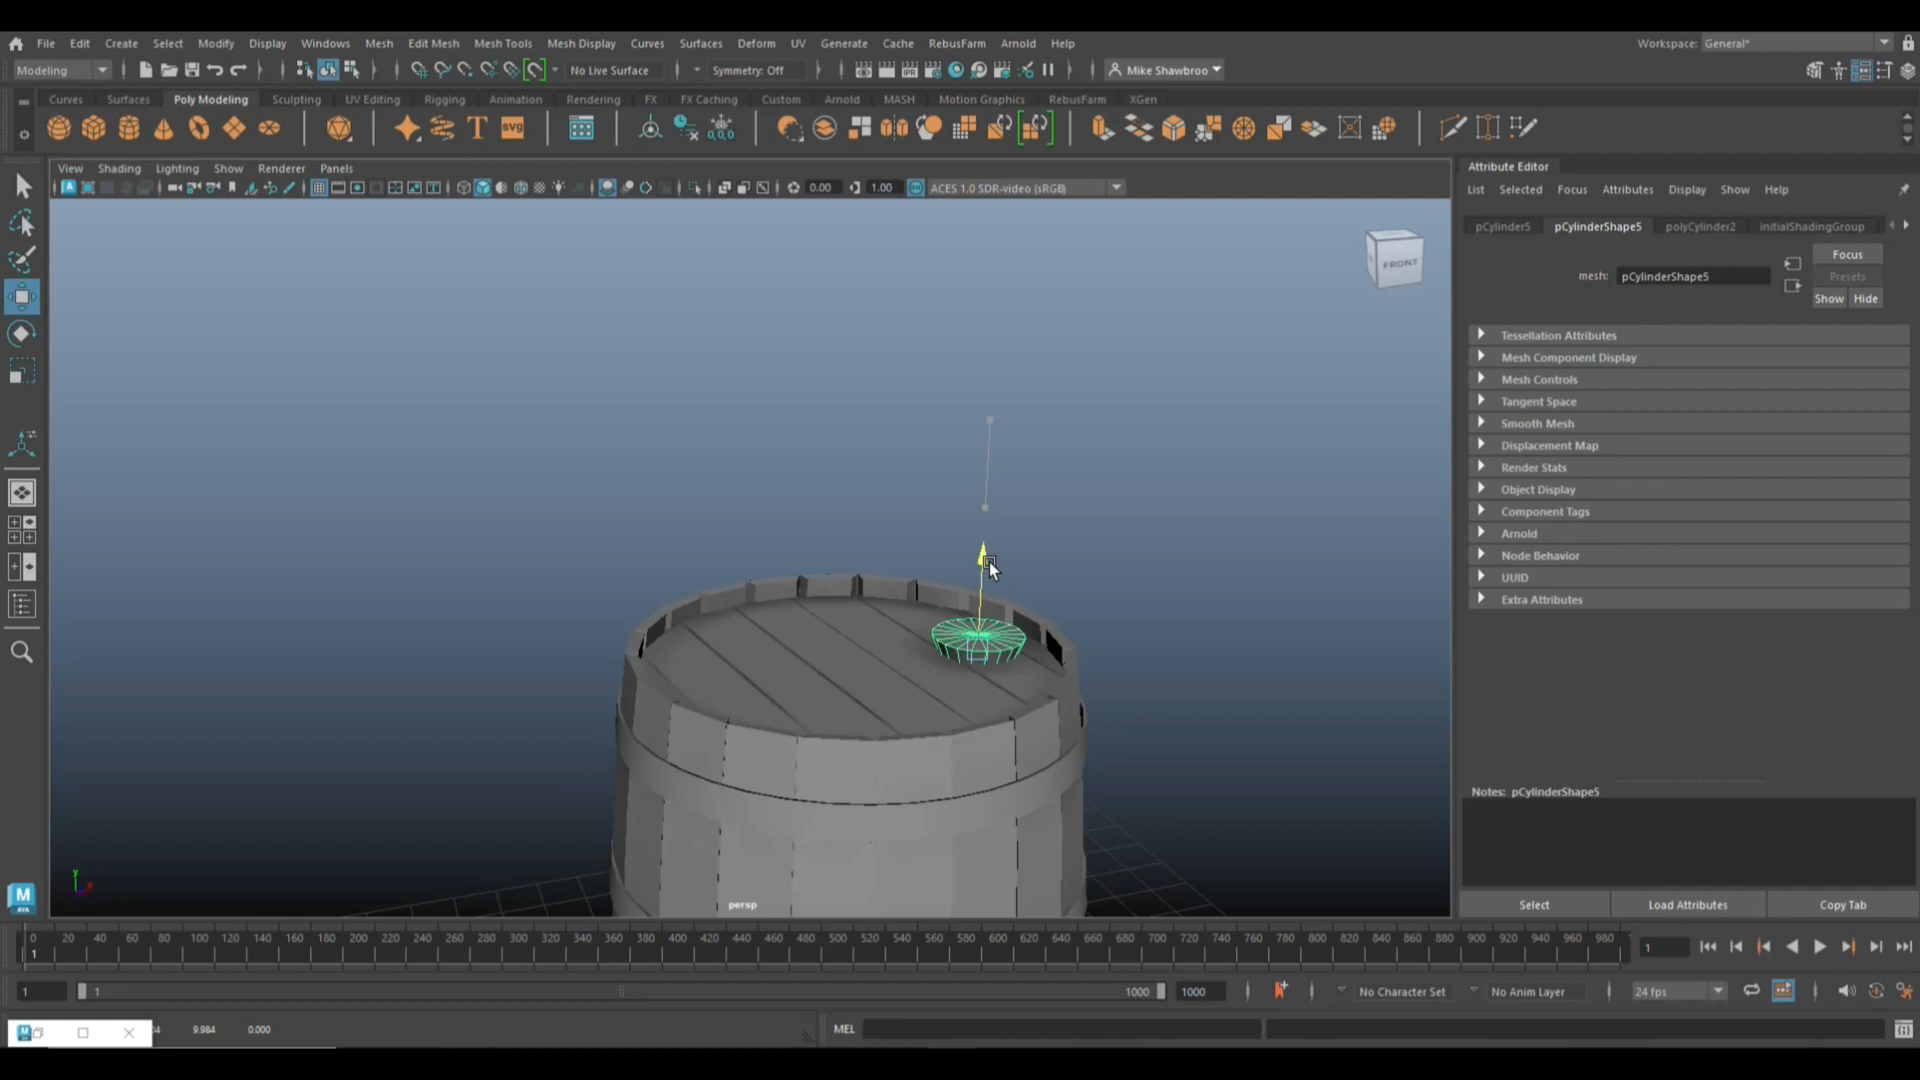 File Edit Create Select Modify Display Windows Mesh Edit Mesh Mesh Tools Mesh Display Curves Surfaces Deform UV Generate Cache RebusFarm Arnold Help Workspace: General*
Modeling No Live Surface Symmetry: Off IPR Mike Shawbroo
Curves Surfaces Poly Modeling Sculpting UV Editing Rigging Animation Rendering FX FX Caching Custom Arnold MASH Motion Graphics RebusFarm XGen
T SVG 0,0,0
View Shading Lighting Show Renderer Panels
0.00 1.00 ACES 1.0 SDR-video (sRGB)
Attribute Editor
List Selected Focus Attributes Display Show Help
pCylinder5 pCylinderShape5 polyCylinder2 initialShadingGroup
Focus
mesh: pCylinderShape5 Presets
Show Hide
FRONT
Tessellation Attributes
Mesh Component Display
Mesh Controls
Tangent Space
Smooth Mesh
Displacement Map
Render Stats
Object Display
Component Tags
Arnold
Node Behavior
UUID
Extra Attributes
Notes: pCylinderShape5
y
persp
Select Load Attributes Copy Tab
M
AYA
0 20 40 60 80 100 120 140 160 180 200 220 240 260 280 300 320 340 360 380 400 420 440 460 480 500 520 540 560 580 600 620 640 660 680 700 720 740 760 780 800 820 840 860 880 900 920 940 960 980
1 1
1 1 1000 1000 No Character Set No Anim Layer 24 fps
M 04 9.984 0.000 MEL